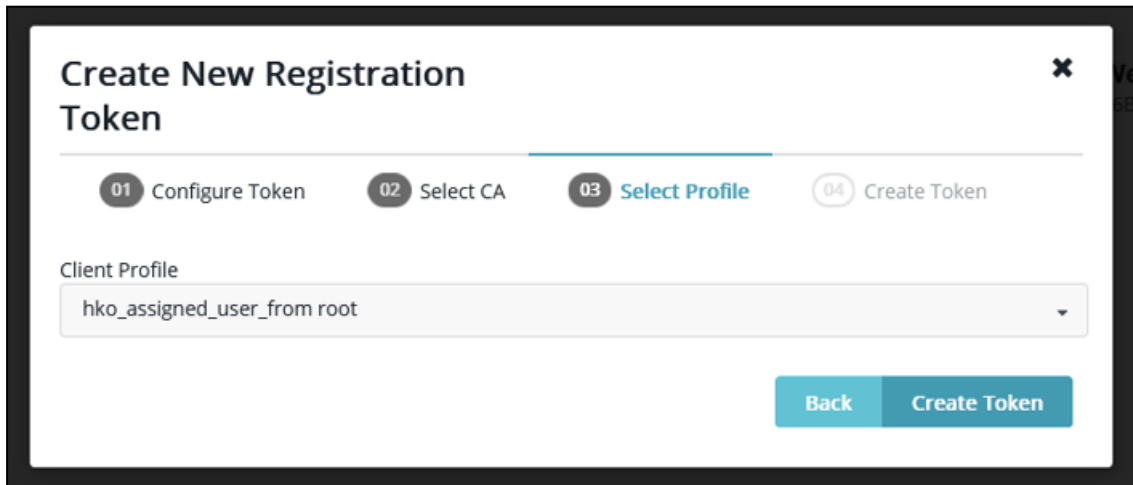 Create New Registration
Token
01 Configure Token 02 Select CA 03 Select Profile 04 Create Token
Client Profile
hko_assigned_user_from root
Back Create Token